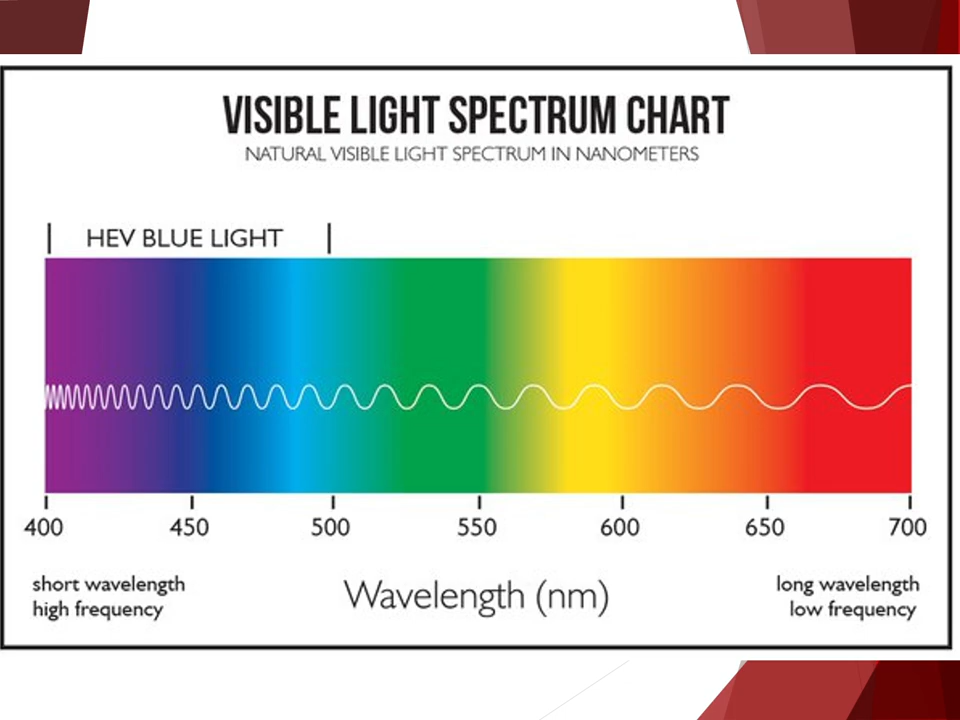 VISIBLE LIGHT SPECTRUM CHART
NATURAL VISIBLE LIGHT SPECTRUM IN NANOMETERS
HEV BLUE LIGHT
400 450 500 550 600 650 700
short wavelength
high frequency
Wavelength (nm)
long wavelength
low frequency